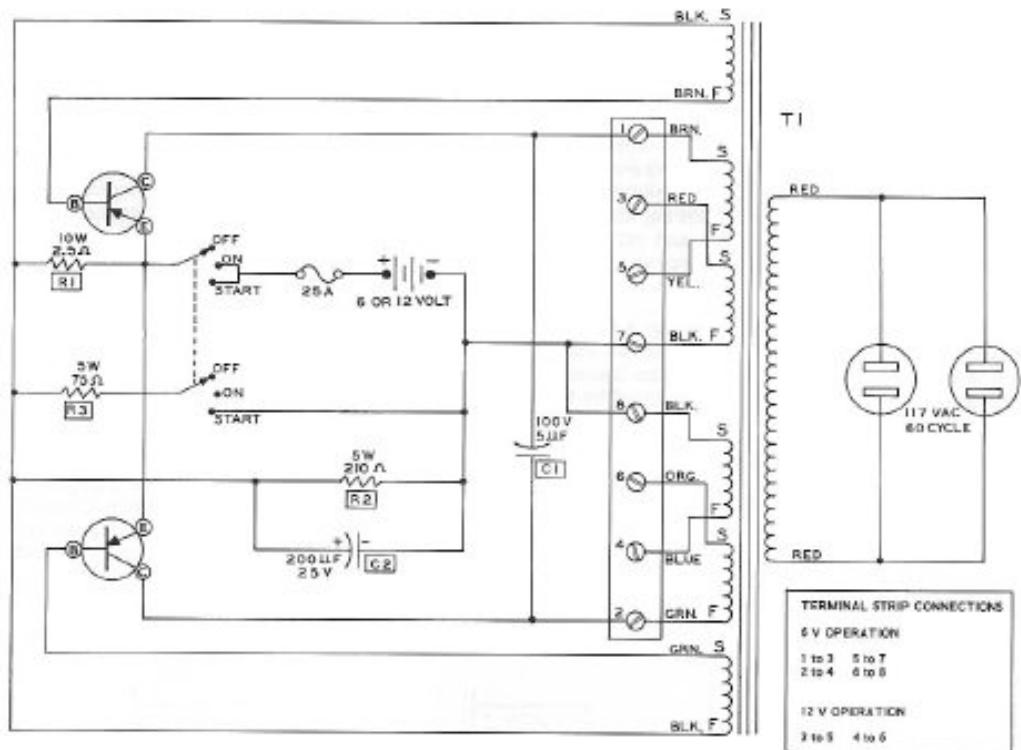 BLK. S
BRN. F
T1
1 BRN.
S
C
RED
3 RED
B
E
F
10W
2.5Ω
R1
OFF
ON
START
25A
+ −
6 OR 12 VOLT
S
5 YEL.
7 BLK. F
5W
75Ω
R3
OFF
ON
START
8 BLK.
S
117 VAC
60 CYCLE
100V
5µF
C1
5W
210Ω
R2
6 ORG.
F
S
E
B
C
+ −
200µF
25V
C2
4 BLUE
RED
2 GRN. F
GRN. S
BLK. F
TERMINAL STRIP CONNECTIONS
6 V OPERATION
1 to 3 5 to 7
2 to 4 6 to 8
12 V OPERATION
3 to 5 4 to 6